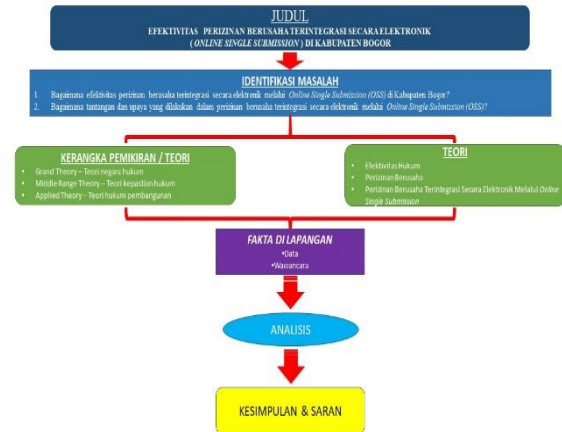 JUDUL
EFEKTIVITAS PERIZINAN BERUSAHA TERINTEGRASI SECARA ELEKTRONIK
( ONLINE SINGLE SUBMISSION ) DI KABUPATEN BOGOR
IDENTIFIKASI MASALAH
1. Bagaimana efektivitas perizinan berusaha terintegrasi secara elektronik melalui Online Single Submission (OSS) di Kabupaten Bogor?
2. Bagaimana tantangan dan upaya yang dilakukan dalam perizinan berusaha terintegrasi secara elektronik melalui Online Single Submission (OSS)?
KERANGKA PEMIKIRAN / TEORI
• Grand Theory – Teori negara hukum
• Middle Range Theory – Teori kepastian hukum
• Applied Theory - Teori hukum pembangunan
TEORI
• Efektivitas Hukum
• Perizinan Berusaha
• Perizinan Berusaha Terintegrasi Secara Elektronik Melalui Online
Single Submission
FAKTA DI LAPANGAN
•Data
•Wawancara
ANALISIS
KESIMPULAN & SARAN